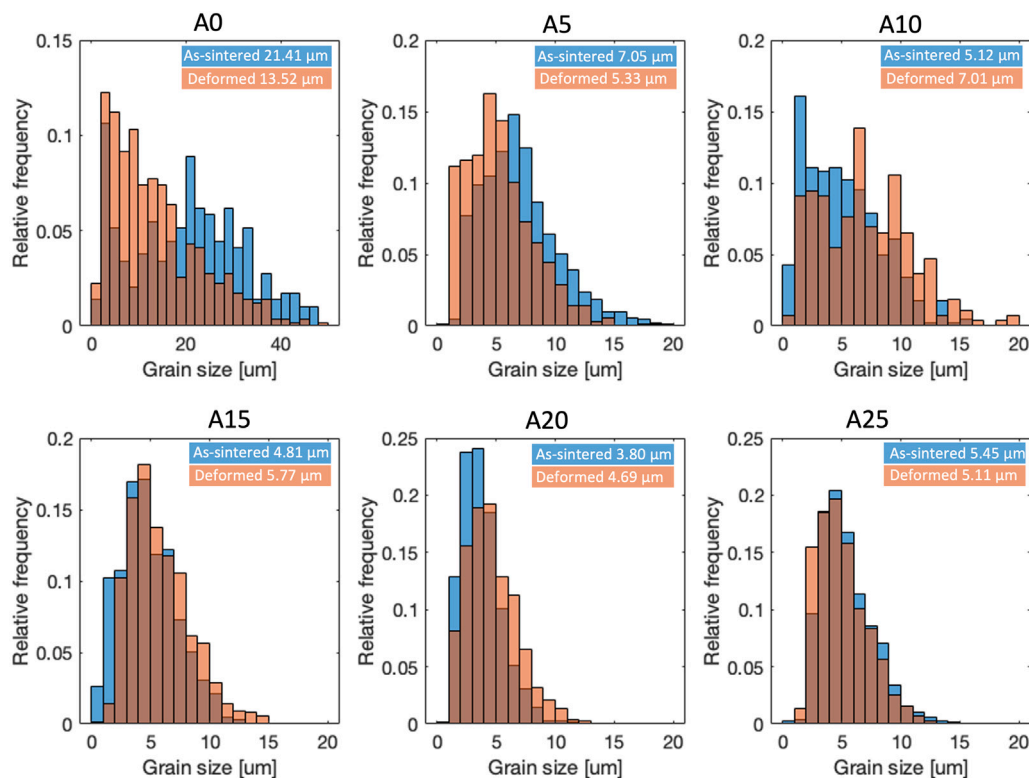 A0
As-sintered 21.41 µm
Deformed 13.52 µm
Relative frequency
0.15
0.1
0.05
0
0 20 40
Grain size [um]
A5
As-sintered 7.05 µm
Deformed 5.33 µm
Relative frequency
0.2
0.15
0.1
0.05
0
0 5 10 15 20
Grain size [um]
A10
As-sintered 5.12 µm
Deformed 7.01 µm
Relative frequency
0.2
0.15
0.1
0.05
0
0 5 10 15 20
Grain size [um]
A15
As-sintered 4.81 µm
Deformed 5.77 µm
Relative frequency
0.2
0.15
0.1
0.05
0
0 5 10 15 20
Grain size [um]
A20
As-sintered 3.80 µm
Deformed 4.69 µm
Relative frequency
0.25
0.2
0.15
0.1
0.05
0
0 5 10 15 20
Grain size [um]
A25
As-sintered 5.45 µm
Deformed 5.11 µm
Relative frequency
0.25
0.2
0.15
0.1
0.05
0
0 5 10 15 20
Grain size [um]